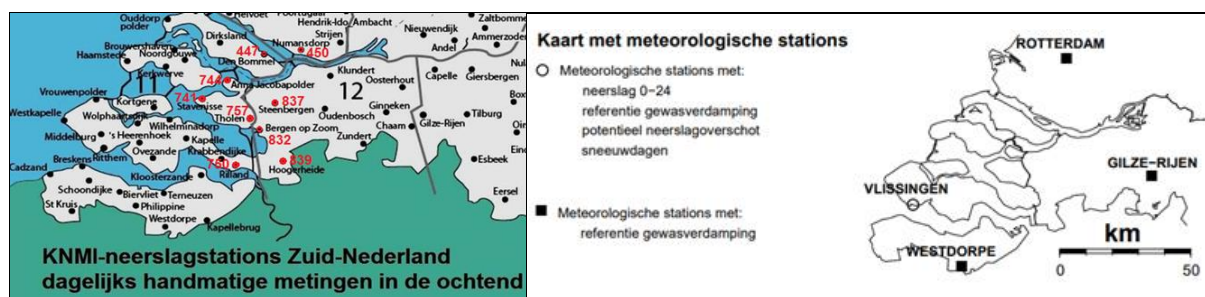 Ouddorp
polder
Helvoet
Hendrik-Ido Ambacht
Zaltbomme
Strijen
Dirksland
Numansdorp
Nieuwendijk
Andel
Ammerzoden
Brouwershaven
Noordgouwe
Haamstede
447
450
Den Bommel
Kerkwerve
Klundert
Capelle
Giersbergen
744
Anna Jacobapolder
Oosterhout
11
12
Vrouwenpolder
Kortgene
741
Stavenisse
837
Steenbergen
Ginneken
Westkapelle
Wolphaartsdijk
757
Tholen
Oudenbosch
Gilze-Rijen
Tilburg
Wilhelminadorp
Bergen op Zoom
Chaam
Middelburg
's Heerenhoek
Kapelle
832
Zundert
Ritthem
Ovezande
Krabbendijke
839
Hoogerheide
Esbeek
Cadzand
Breskens
Kloosterzande
Rilland
Schoondijke
Biervliet
Terneuzen
Eersel
St Kruis
Philippine
Westdorpe
Kapellebrug
KNMI-neerslagstations Zuid-Nederland
dagelijks handmatige metingen in de ochtend
Kaart met meteorologische stations
Meteorologische stations met:
neerslag 0-24
referentie gewasverdamping
potentieel neerslagoverschot
sneeuwdagen
Meteorologische stations met:
referentie gewasverdamping
ROTTERDAM
GILZE-RIJEN
VLISSINGEN
WESTDORPE
km
0
50